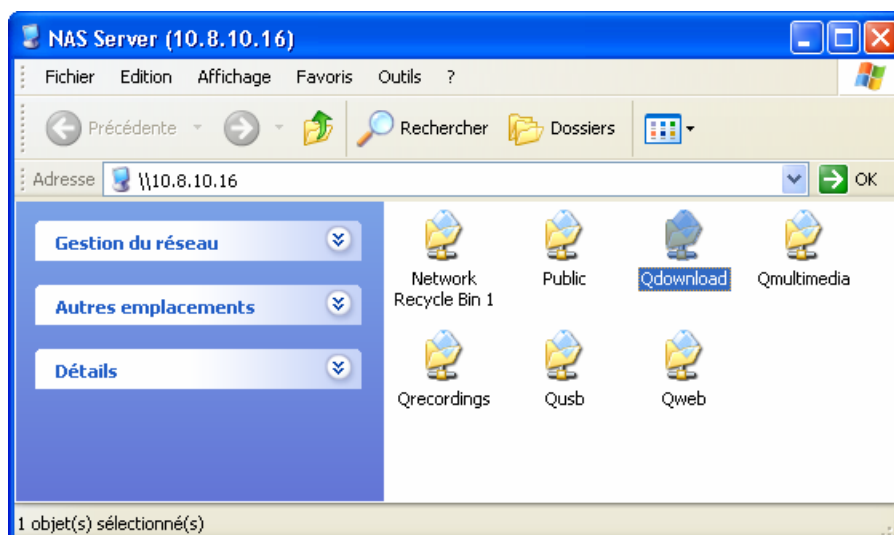 NAS Server (10.8.10.16)
Fichier Edition Affichage Favoris Outils ?
Précédente Rechercher Dossiers
Adresse \\10.8.10.16 OK
Gestion du réseau
Autres emplacements
Détails
Network Recycle Bin 1
Public
Qdownload
Qmultimedia
Qrecordings
Qusb
Qweb
1 objet(s) sélectionné(s)